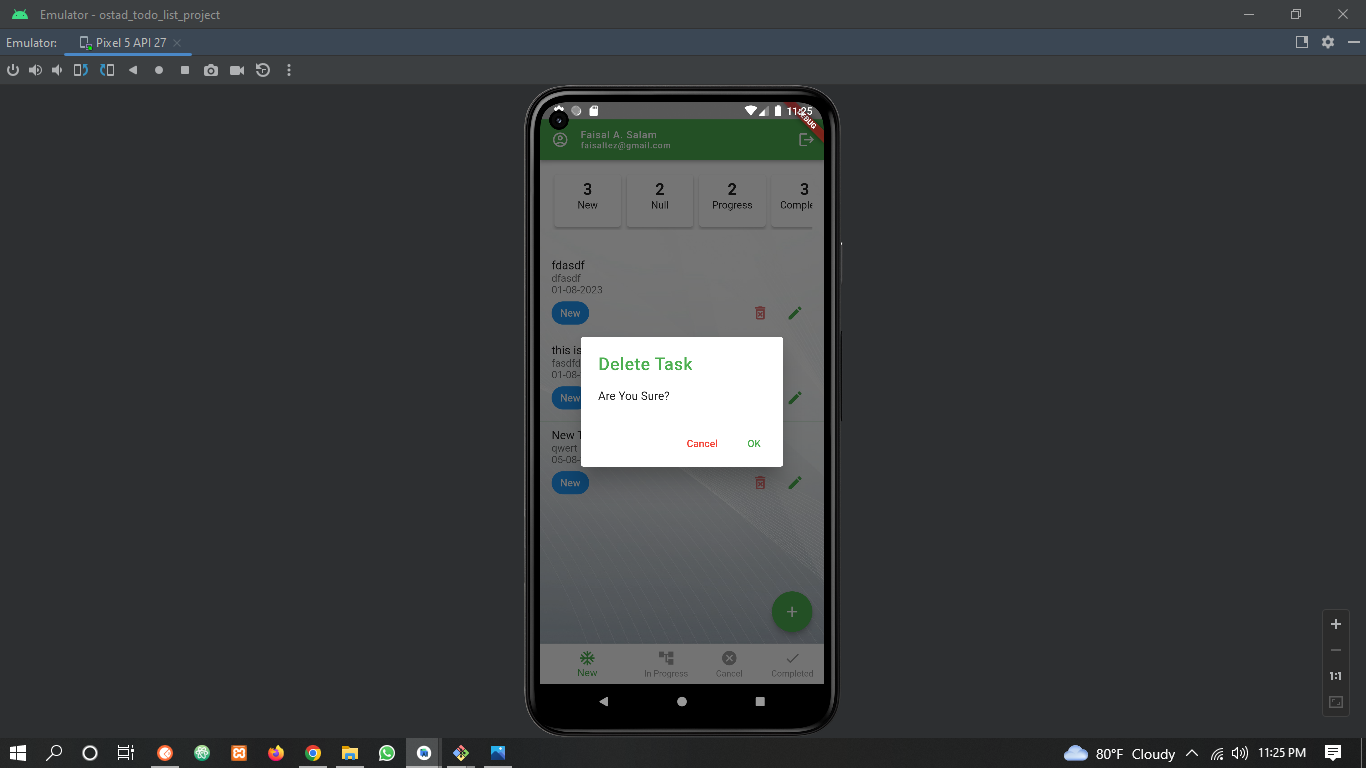 Emulator - ostad_todo_list_project
Emulator:
Pixel 5 API 27
11:25
DEBUG
Faisal A. Salam
faisallez@gmail.com
3
New
2
Null
2
Progress
3
Comple
fdasdf
dfasdf
01-08-2023
New
this is
fasdfd
01-08-
New
Delete Task
Are You Sure?
Cancel
OK
New T
qwert
05-08-
New
New
In Progress
Cancel
Completed
1:1
80°F Cloudy
11:25 PM